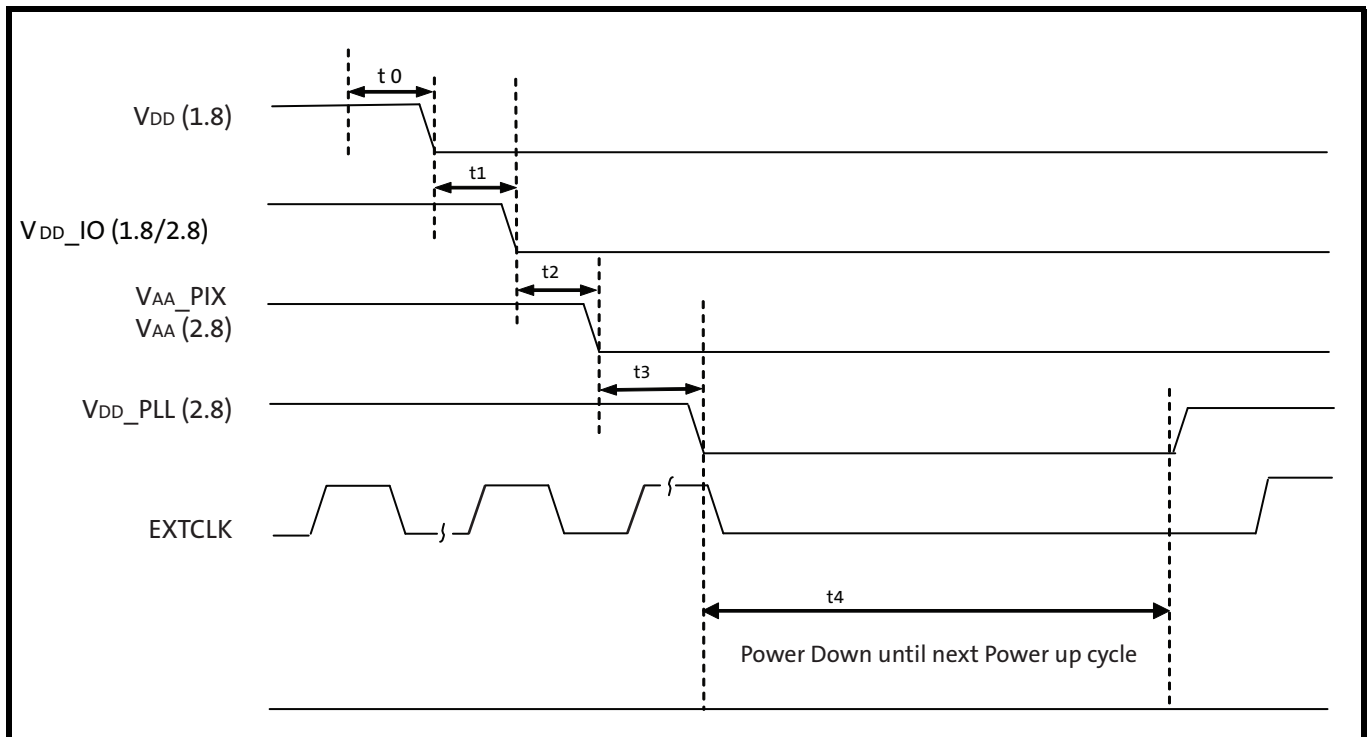 t 0
VDD (1.8)
t1
VDD_IO (1.8/2.8)
t2
VAA_PIX
VAA (2.8)
t3
VDD_PLL (2.8)
EXTCLK
t4
Power Down until next Power up cycle